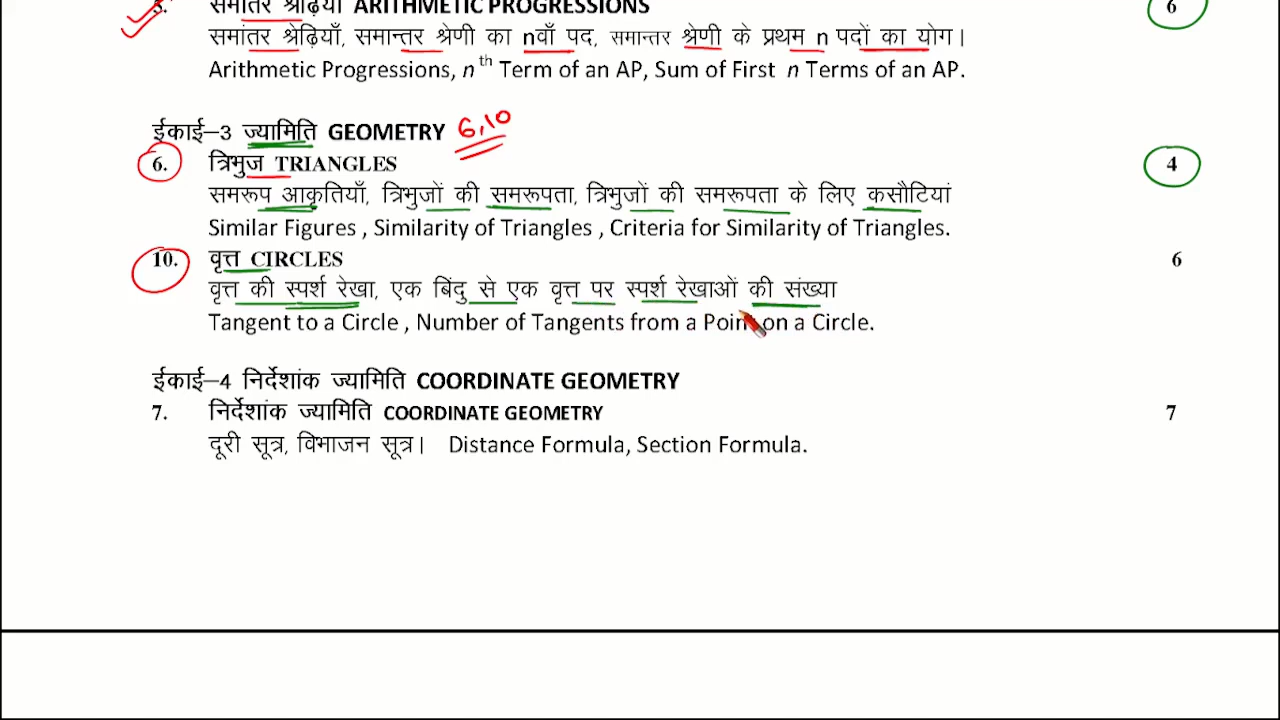 5. समांतर श्रेढ़ियाँ ARITHMETIC PROGRESSIONS 6
समांतर श्रेढ़ियाँ, समान्तर श्रेणी का nवाँ पद, समान्तर श्रेणी के प्रथम n पदों का योग।
Arithmetic Progressions, n th Term of an AP, Sum of First n Terms of an AP.
ईकाई–3 ज्यामिति GEOMETRY 6,10
6. त्रिभुज TRIANGLES 4
समरूप आकृतियाँ, त्रिभुजों की समरूपता, त्रिभुजों की समरूपता के लिए कसौटियां
Similar Figures , Similarity of Triangles , Criteria for Similarity of Triangles.
10. वृत्त CIRCLES 6
वृत्त की स्पर्श रेखा, एक बिंदु से एक वृत्त पर स्पर्श रेखाओं की संख्या
Tangent to a Circle , Number of Tangents from a Point on a Circle.
ईकाई–4 निर्देशांक ज्यामिति COORDINATE GEOMETRY
7. निर्देशांक ज्यामिति COORDINATE GEOMETRY 7
दूरी सूत्र, विभाजन सूत्र। Distance Formula, Section Formula.